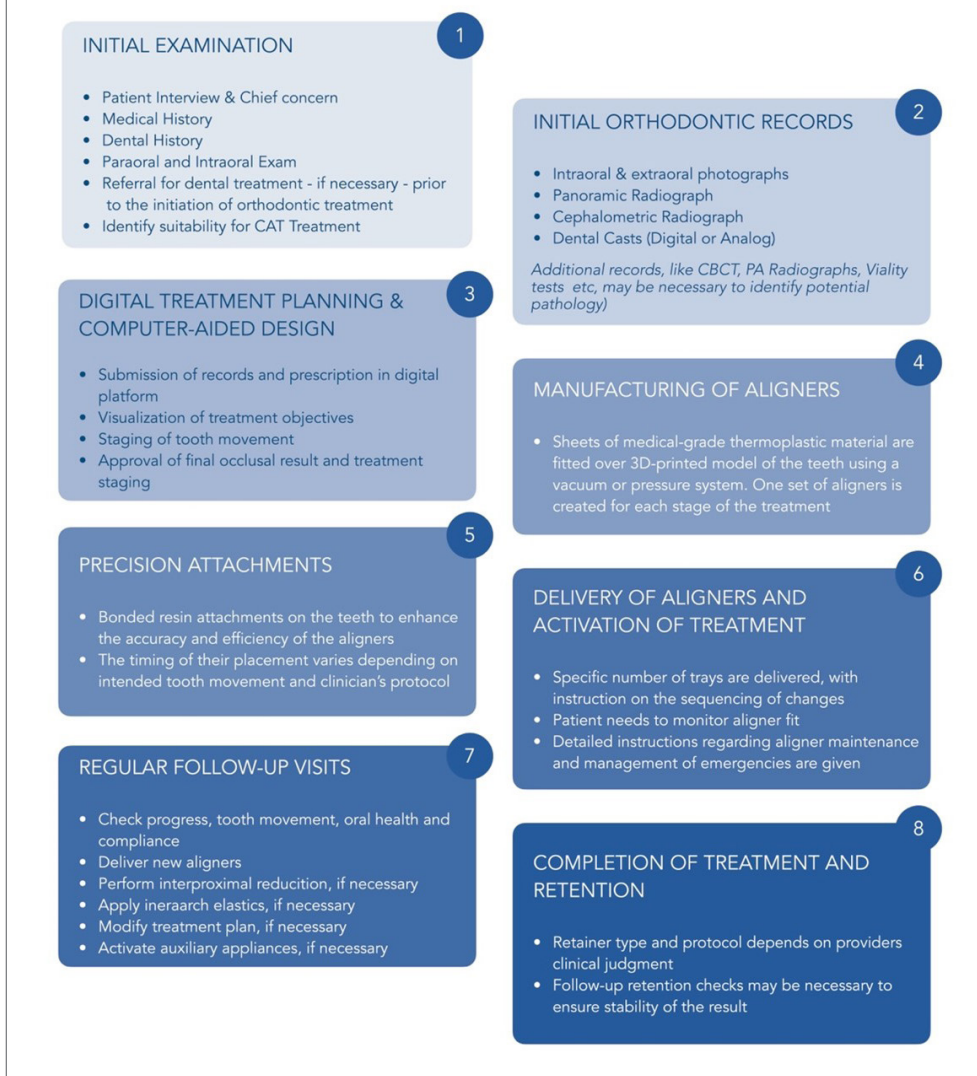 1
INITIAL EXAMINATION
• Patient Interview & Chief concern
• Medical History
• Dental History
• Paraoral and Intraoral Exam
• Referral for dental treatment - if necessary - prior
to the initiation of orthodontic treatment
• Identify suitability for CAT Treatment
2
INITIAL ORTHODONTIC RECORDS
• Intraoral & extraoral photographs
• Panoramic Radiograph
• Cephalometric Radiograph
• Dental Casts (Digital or Analog)
Additional records, like CBCT, PA Radiographs, Viality
tests etc, may be necessary to identify potential
pathology)
3
DIGITAL TREATMENT PLANNING &
COMPUTER-AIDED DESIGN
• Submission of records and prescription in digital
platform
• Visualization of treatment objectives
• Staging of tooth movement
• Approval of final occlusal result and treatment
staging
4
MANUFACTURING OF ALIGNERS
• Sheets of medical-grade thermoplastic material are
fitted over 3D-printed model of the teeth using a
vacuum or pressure system. One set of aligners is
created for each stage of the treatment
5
PRECISION ATTACHMENTS
• Bonded resin attachments on the teeth to enhance
the accuracy and efficiency of the aligners
• The timing of their placement varies depending on
intended tooth movement and clinician's protocol
6
DELIVERY OF ALIGNERS AND
ACTIVATION OF TREATMENT
• Specific number of trays are delivered, with
instruction on the sequencing of changes
• Patient needs to monitor aligner fit
• Detailed instructions regarding aligner maintenance
and management of emergencies are given
7
REGULAR FOLLOW-UP VISITS
• Check progress, tooth movement, oral health and
compliance
• Deliver new aligners
• Perform interproximal reducition, if necessary
• Apply ineraarch elastics, if necessary
• Modify treatment plan, if necessary
• Activate auxiliary appliances, if necessary
8
COMPLETION OF TREATMENT AND
RETENTION
• Retainer type and protocol depends on providers
clinical judgment
• Follow-up retention checks may be necessary to
ensure stability of the result